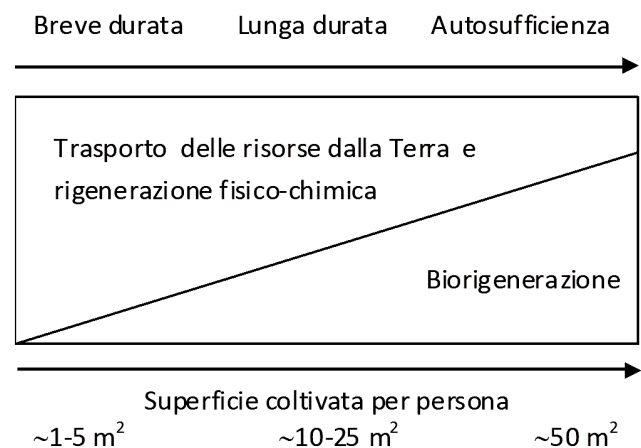 Breve durata Lunga durata Autosufficienza
Trasporto delle risorse dalla Terra e
rigenerazione fisico-chimica
Biorigenerazione
Superficie coltivata per persona
~1-5 m² ~10-25 m² ~50 m²